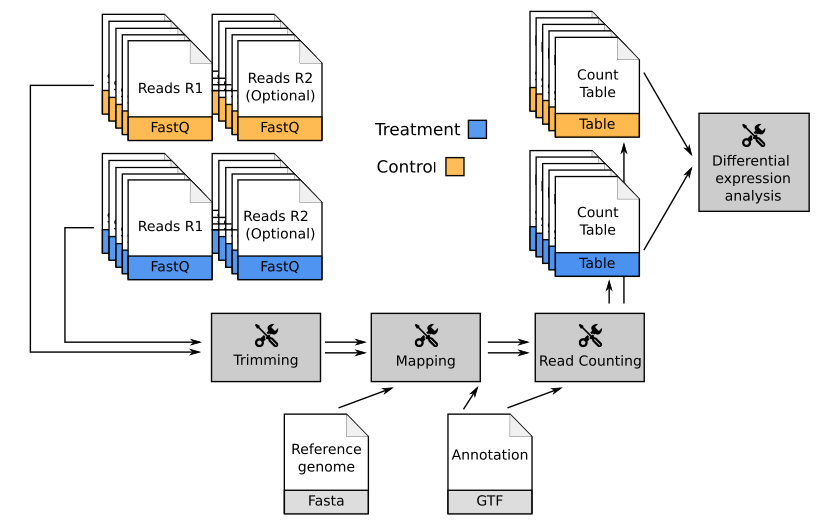 Reads R1
FastQ
Reads R2
(Optional)
FastQ
Reads R1
FastQ
Reads R2
(Optional)
FastQ
Treatment
Control
Count
Table
Table
Count
Table
Table
Differential
expression
analysis
Trimming
Mapping
Read Counting
Reference
genome
Fasta
Annotation
GTF